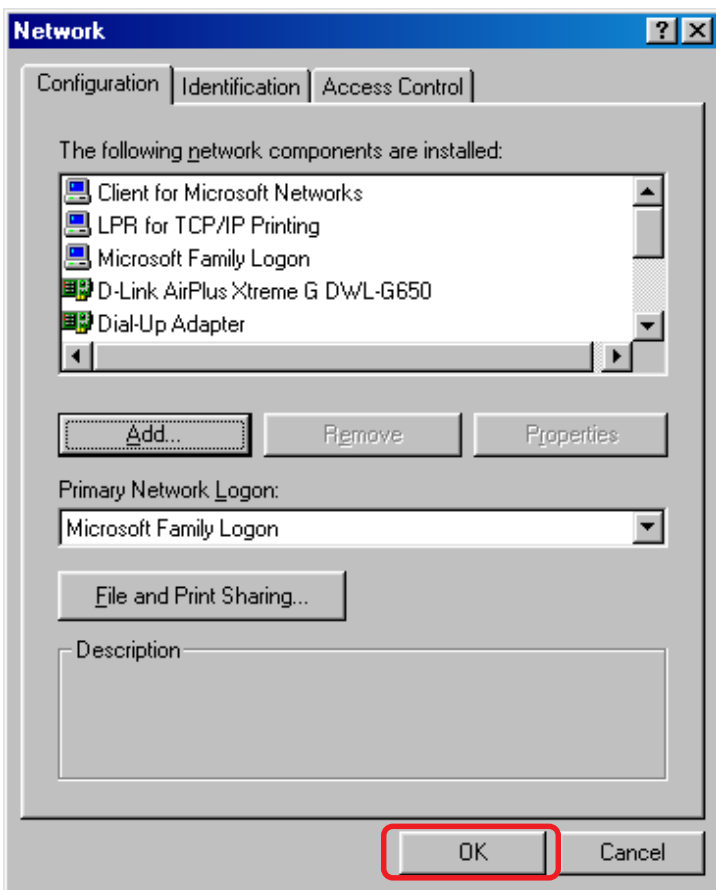 Network
Configuration Identification Access Control
The following network components are installed:
Client for Microsoft Networks
LPR for TCP/IP Printing
Microsoft Family Logon
D-Link AirPlus Xtreme G DWL-G650
Dial-Up Adapter
Add... Remove Properties
Primary Network Logon:
Microsoft Family Logon
File and Print Sharing...
Description
OK Cancel